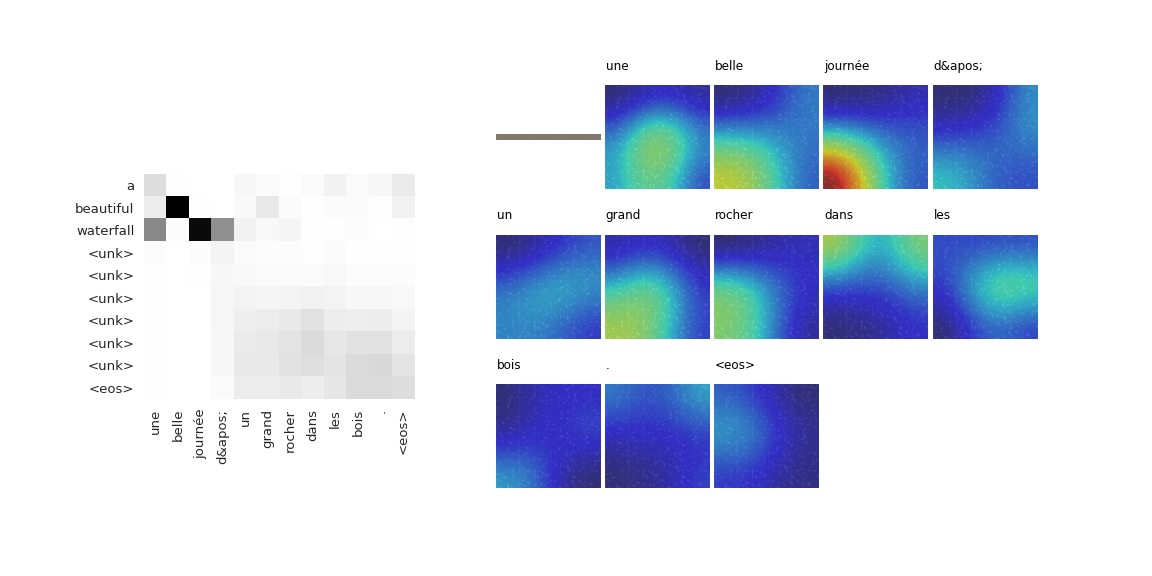 a
beautiful
waterfall
<unk>
<unk>
<unk>
<unk>
<unk>
<unk>
<eos>
une
belle
journée
d&apos;
un
grand
rocher
dans
les
bois
.
<eos>
une belle journée d&apos;
un grand rocher dans les
bois . <eos>